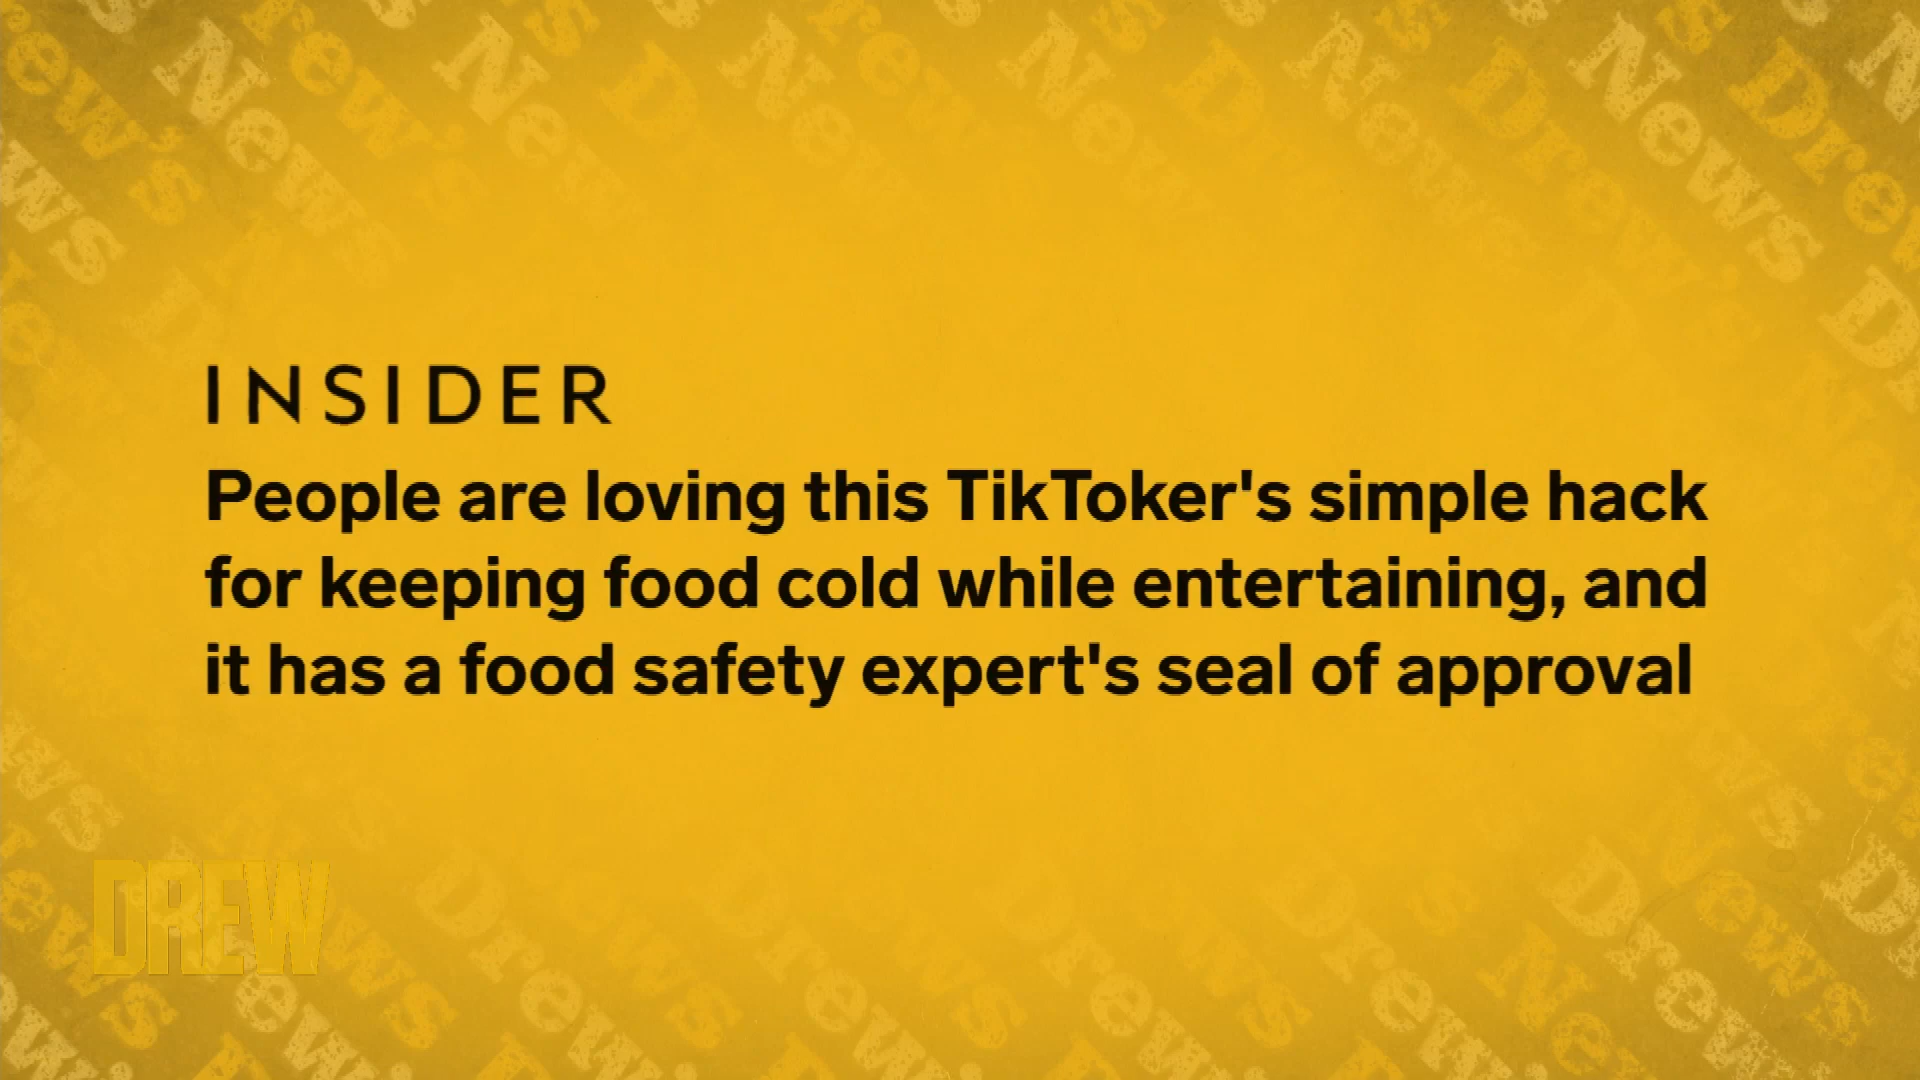 INSIDER
People are loving this TikToker's simple hack
for keeping food cold while entertaining, and
it has a food safety expert's seal of approval
DREW